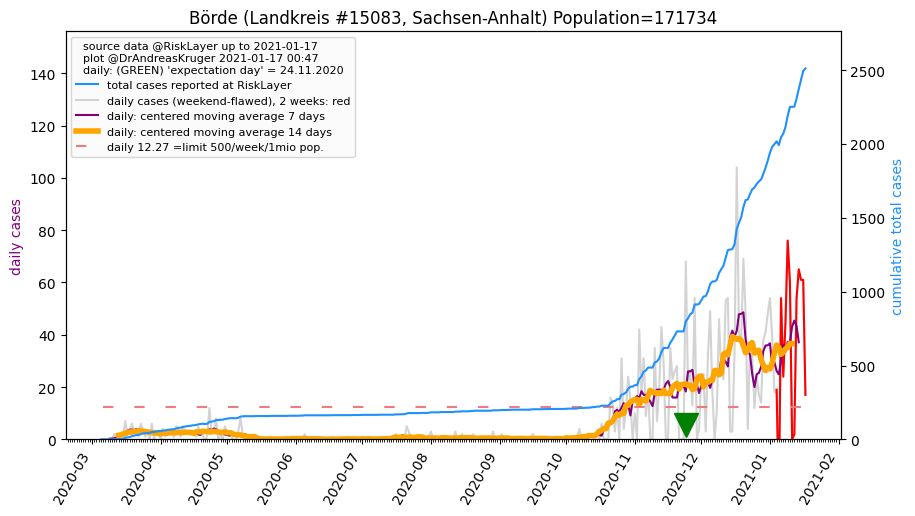 Börde (Landkreis #15083, Sachsen-Anhalt) Population=171734
source data @RiskLayer up to 2021-01-17
plot @DrAndreasKruger 2021-01-17 00:47
daily: (GREEN) 'expectation day' = 24.11.2020
total cases reported at RiskLayer
daily cases (weekend-flawed), 2 weeks: red
daily: centered moving average 7 days
daily: centered moving average 14 days
daily 12.27 =limit 500/week/1mio pop.
daily cases
140
120
100
80
60
40
20
0
cumulative total cases
2500
2000
1500
1000
500
0
2020-03
2020-04
2020-05
2020-06
2020-07
2020-08
2020-09
2020-10
2020-11
2020-12
2021-01
2021-02